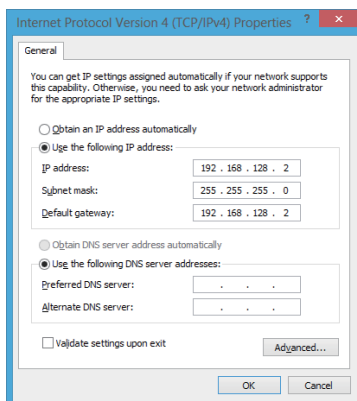 Internet Protocol Version 4 (TCP/IPv4) Properties ? ×
General
You can get IP settings assigned automatically if your network supports
this capability. Otherwise, you need to ask your network administrator
for the appropriate IP settings.
Obtain an IP address automatically
Use the following IP address:
IP address: 192 . 168 . 128 . 2
Subnet mask: 255 . 255 . 255 . 0
Default gateway: 192 . 168 . 128 . 2
Obtain DNS server address automatically
Use the following DNS server addresses:
Preferred DNS server: . . .
Alternate DNS server: . . .
Validate settings upon exit
Advanced...
OK Cancel